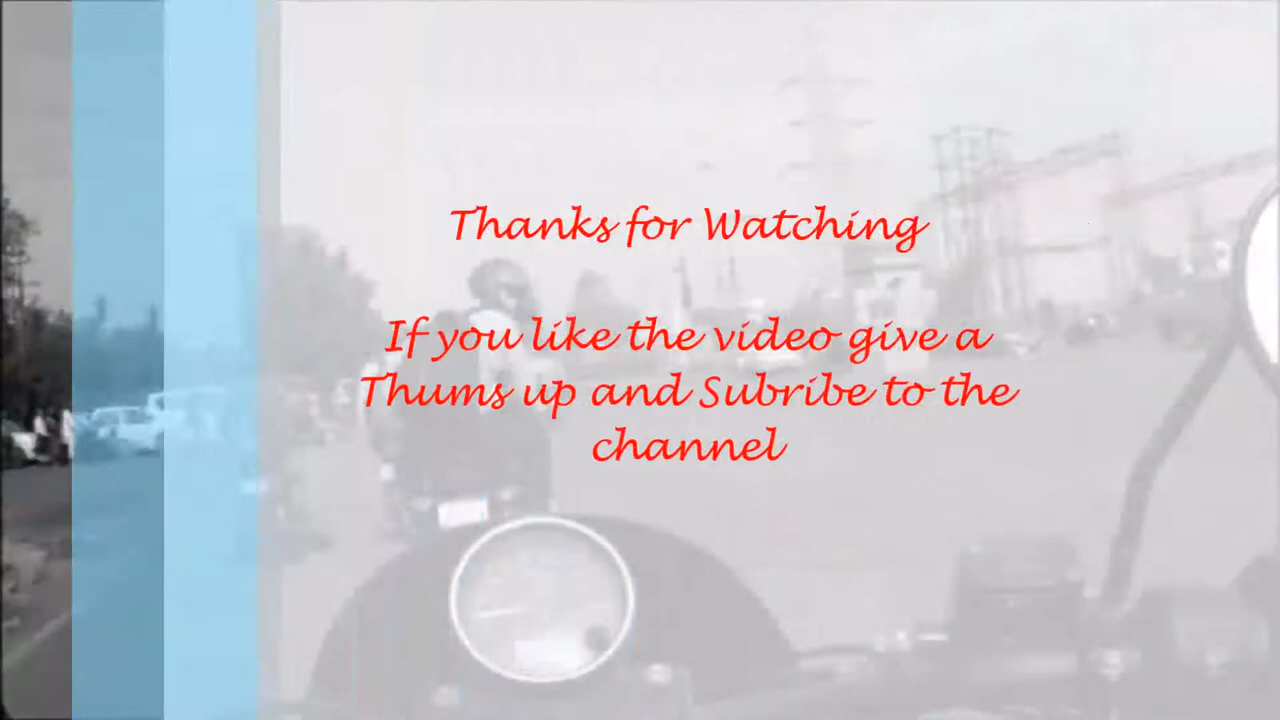 Thanks for Watching
If you like the video give a
Thums up and Subribe to the
channel